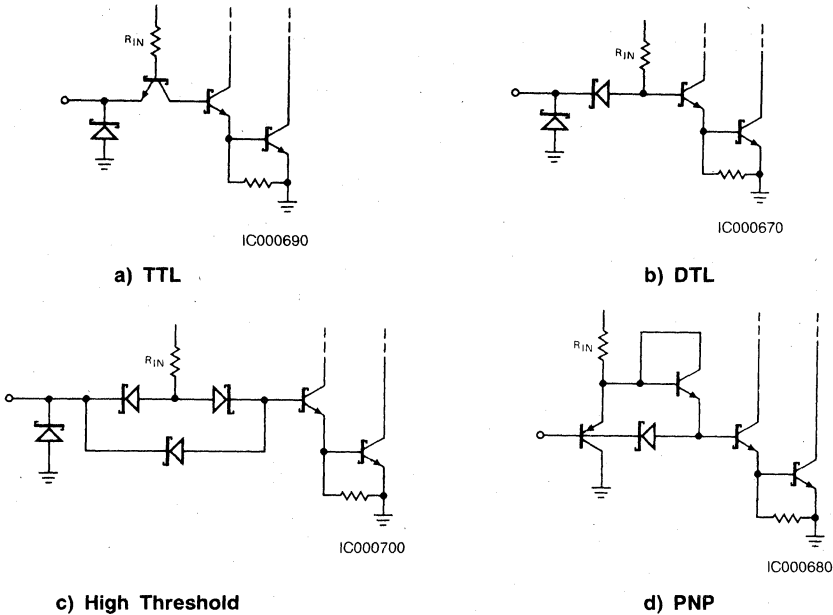 RIN
IC000690
a) TTL
RIN
IC000670
b) DTL
RIN
IC000700
c) High Threshold
RIN
IC000680
d) PNP